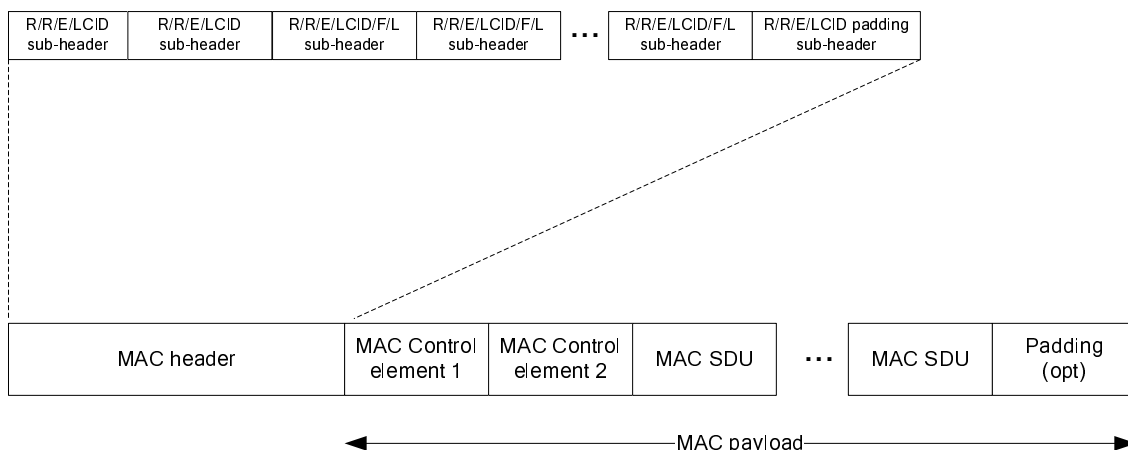 R/R/E/LCID
sub-header
R/R/E/LCID
sub-header
R/R/E/LCID/F/L
sub-header
R/R/E/LCID/F/L
sub-header
...
R/R/E/LCID/F/L
sub-header
R/R/E/LCID padding
sub-header
MAC header
MAC Control
element 1
MAC Control
element 2
MAC SDU
...
MAC SDU
Padding
(opt)
MAC payload